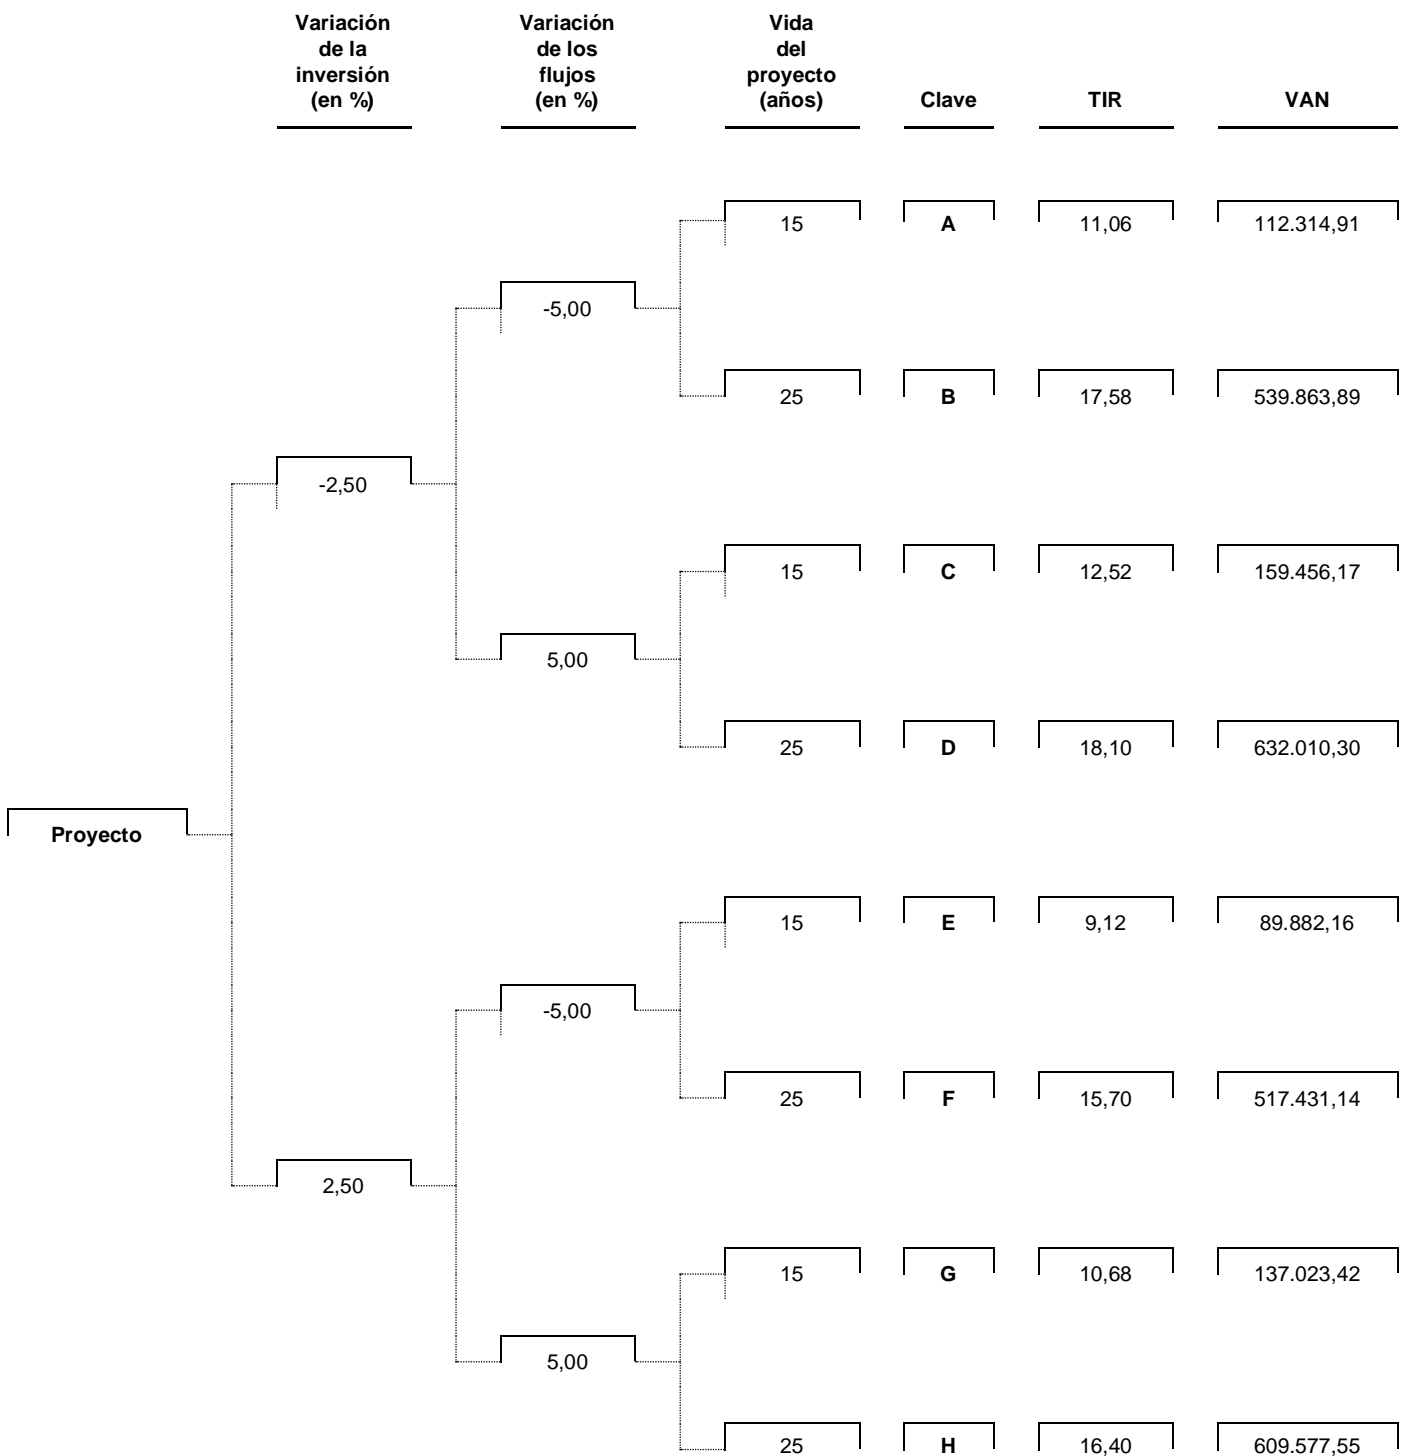 Variación de la inversión (en %)
Variación de los flujos (en %)
Vida del proyecto (años)
Clave
TIR
VAN
15 A 11,06 112.314,91
-5,00
25 B 17,58 539.863,89
-2,50
15 C 12,52 159.456,17
5,00
25 D 18,10 632.010,30
Proyecto
15 E 9,12 89.882,16
-5,00
25 F 15,70 517.431,14
2,50
15 G 10,68 137.023,42
5,00
25 H 16,40 609.577,55